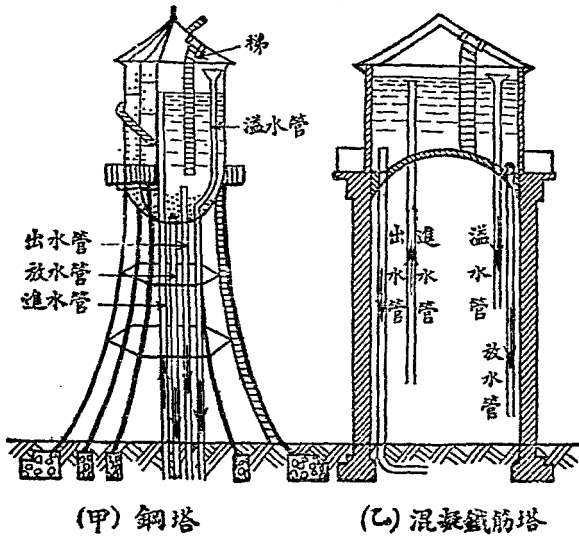 梯
溢水管
出水管
放水管
進水管
出水管
進水管
溢水管
放水管
(甲) 鋼塔
(乙) 混凝鐵筋塔